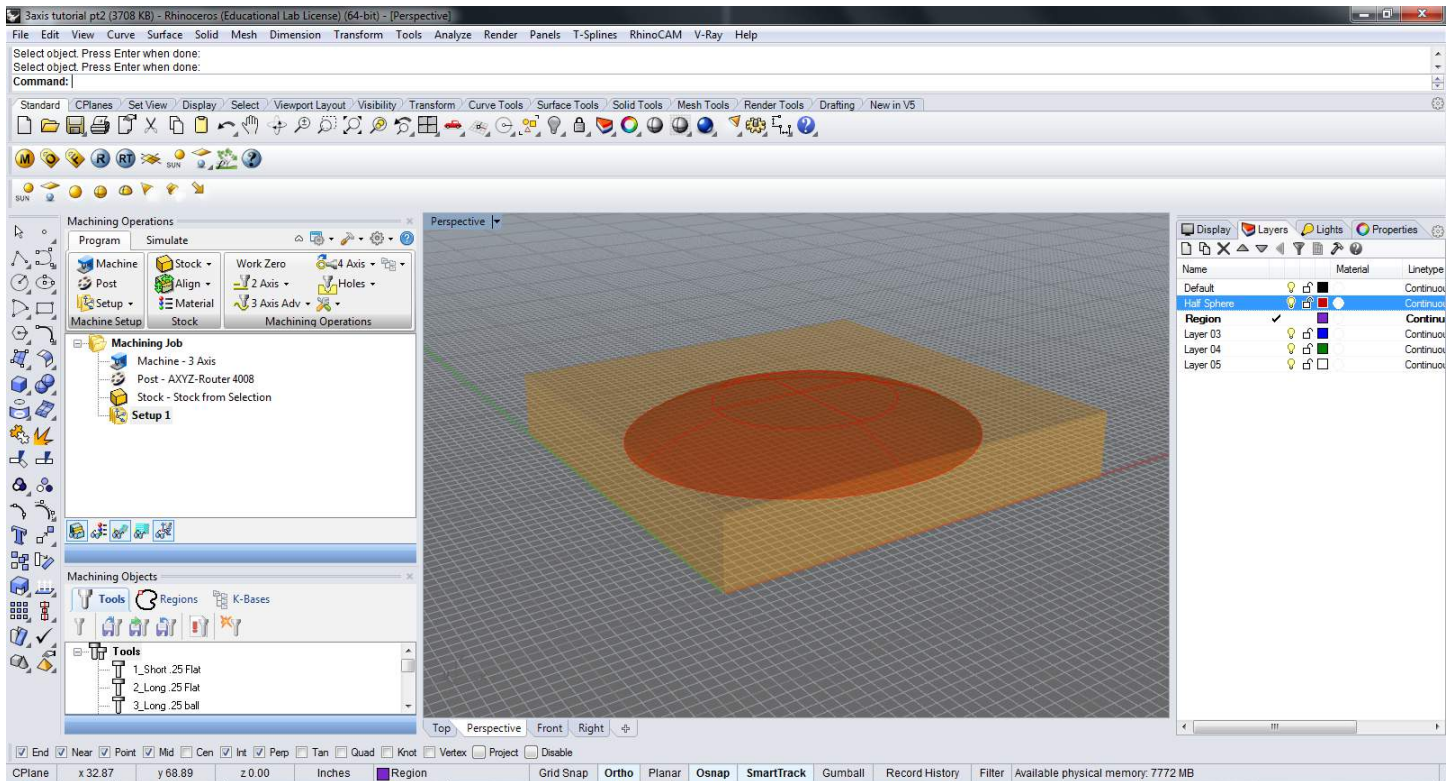 3axis tutorial pt2 (3708 KB) - Rhinoceros (Educational Lab License) (64-bit) - [Perspective]
File Edit View Curve Surface Solid Mesh Dimension Transform Tools Analyze Render Panels T-Splines RhinoCAM V-Ray Help
Select object. Press Enter when done:
Select object. Press Enter when done:
Command:
Standard CPlanes Set View Display Select Viewport Layout Visibility Transform Curve Tools Surface Tools Solid Tools Mesh Tools Render Tools Drafting New in V5
M O F R RT SUN
SUN
Machining Operations
Program Simulate
Machine Stock Work Zero 4 Axis
Post Align 2 Axis Holes
Setup Material 3 Axis Adv
Machine Setup Stock Machining Operations
Machining Job
Machine - 3 Axis
Post - AXYZ-Router 4008
Stock - Stock from Selection
Setup 1
Machining Objects
Tools Regions K-Bases
Tools
1_Short .25 Flat
2_Long .25 Flat
3_Long .25 ball
Perspective
Display Layers Lights Properties
Name Material Linetype
Default Continuou
Half Sphere Continuou
Region Continu
Layer 03 Continuou
Layer 04 Continuou
Layer 05 Continuou
Top Perspective Front Right
End Near Point Mid Cen Int Perp Tan Quad Knot Vertex Project Disable
CPlane x 32.87 y 68.89 z 0.00 Inches Region Grid Snap Ortho Planar Osnap SmartTrack Gumball Record History Filter Available physical memory: 7772 MB